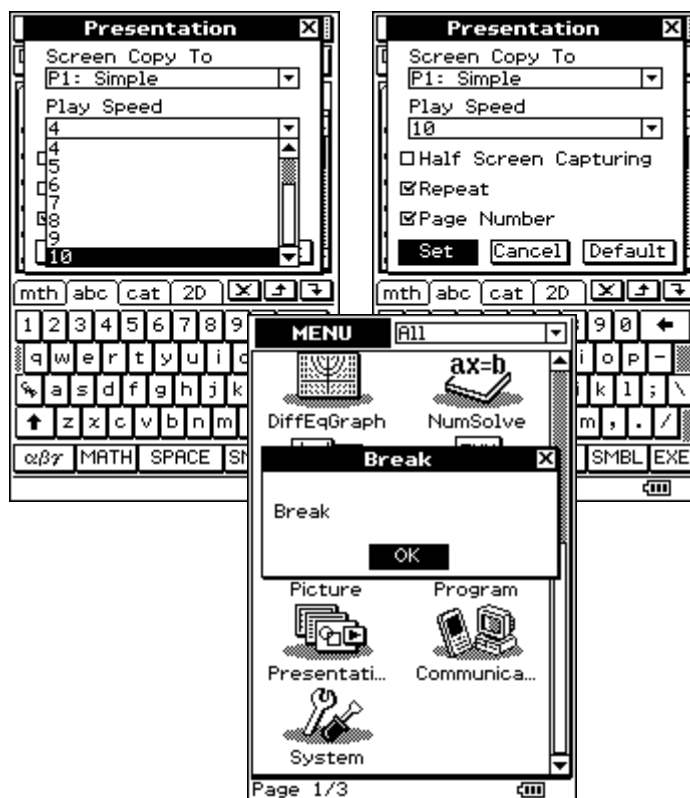 Presentation
Screen Copy To
P1: Simple
Play Speed
4
4
5
6
7
8
9
10
mth abc cat 2D
1 2 3 4 5 6 7 8 9
q w e r t y u i
a s d f g h j k
z x c v b n m
αβγ MATH SPACE
Presentation
Screen Copy To
P1: Simple
Play Speed
10
Half Screen Capturing
Repeat
Page Number
Set Cancel Default
mth abc cat 2D
9 0
i o p -
k l ; \
m , . /
SMBL EXE
MENU All
ax=b
DiffEqGraph NumSolve
Break
Break
OK
Picture Program
Presentati... Communica...
System
Page 1/3